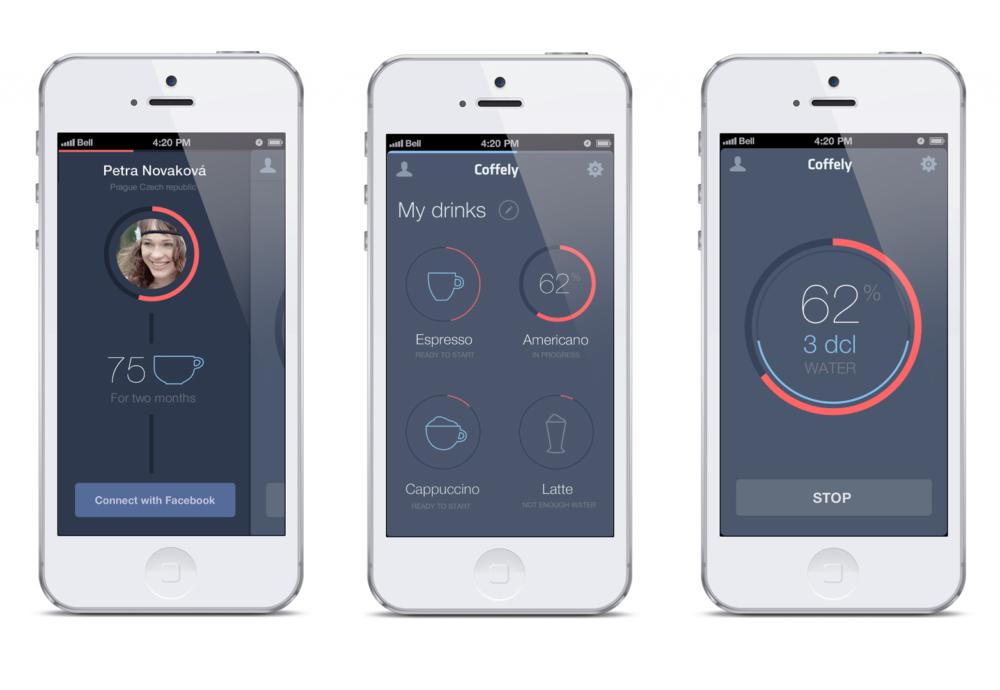 Bell 4:20 PM
Petra Novaková
Prague Czech republic
75
For two months
Connect with Facebook
Bell 4:20 PM
Coffely
My drinks
62%
Espresso Americano
READY TO START IN PROGRESS
Cappuccino Latte
READY TO START NOT ENOUGH WATER
Bell 4:20 PM
Coffely
62%
3 dcl
WATER
STOP